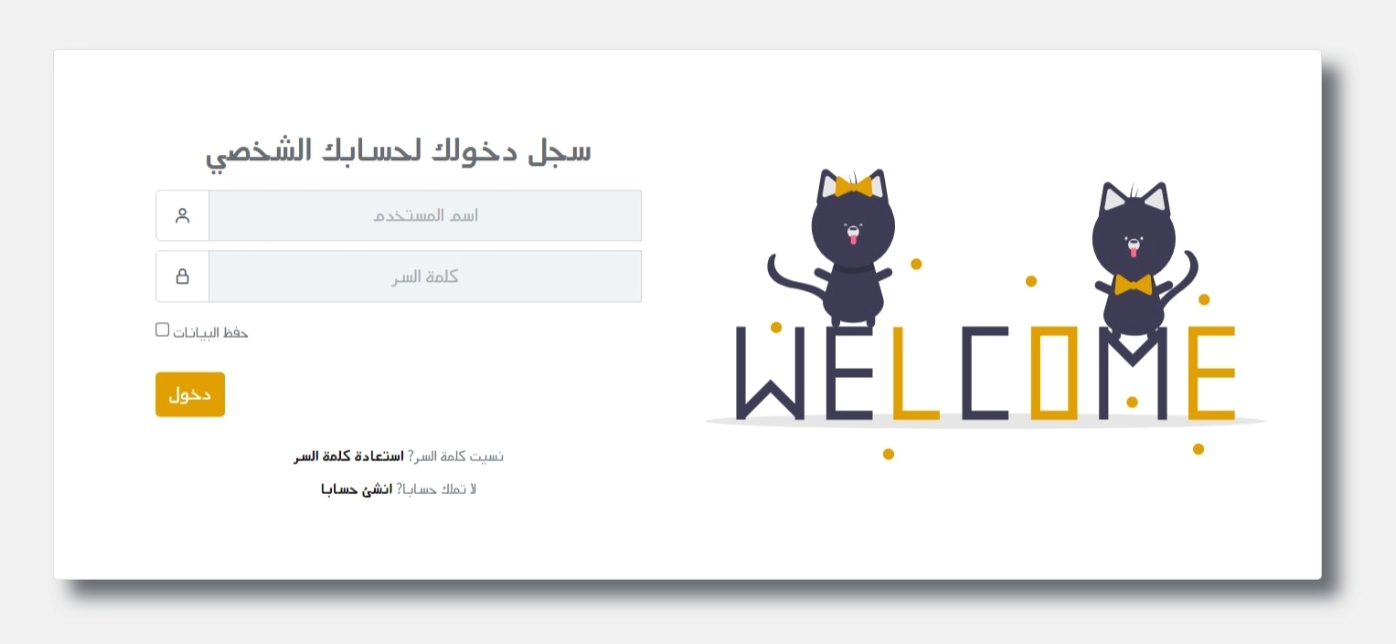 سجل دخولك لحسابك الشخصي
اسم المستخدم
كلمة السر
حفظ البيانات
دخول
نسيت كلمة السر? استعادة كلمة السر
لا تملك حسابا? انشئ حسابا
WELCOME